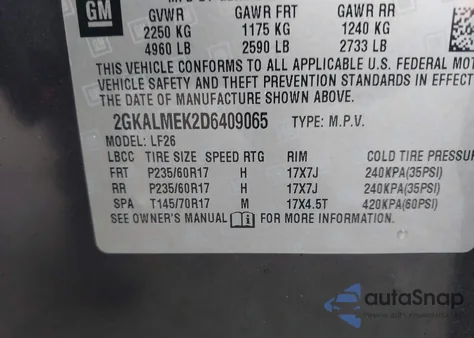 GM
GVWR GAWR FRT GAWR RR
2250 KG 1175 KG 1240 KG
4960 LB 2590 LB 2733 LB
THIS VEHICLE CONFORMS TO ALL APPLICABLE U.S. FEDERAL MOT
VEHICLE SAFETY AND THEFT PREVENTION STANDARDS IN EFFECT
DATE OF MANUFACTURE SHOWN ABOVE.
2GKALMEK2D6409065 TYPE: M.P.V.
MODEL: LF26
LBCC TIRE SIZE SPEED RTG RIM COLD TIRE PRESSUR
FRT P235/60R17 H 17X7J 240KPA(35PSI)
RR P235/60R17 H 17X7J 240KPA(35PSI)
SPA T145/70R17 M 17X4.5T 420KPA(60PSI)
SEE OWNER'S MANUAL FOR MORE INFORMATION.
autoSnap